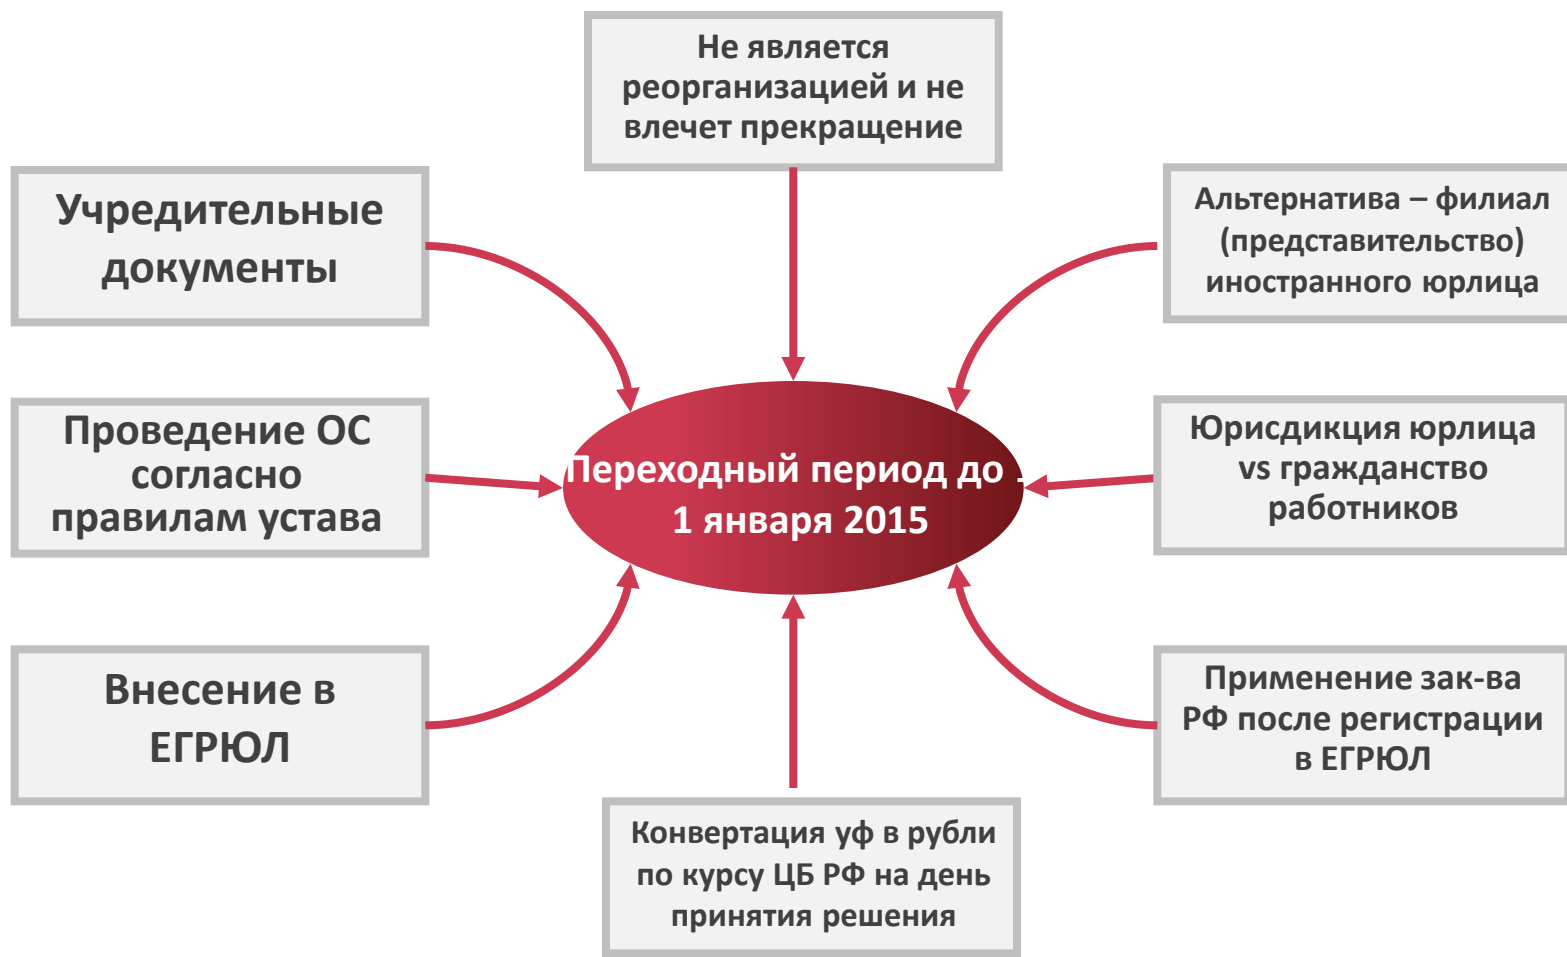 Не является
реорганизацией и не
влечет прекращение
Учредительные
документы
Альтернатива – филиал
(представительство)
иностранного юрлица
Проведение ОС
согласно
правилам устава
Переходный период до .
1 января 2015
Юрисдикция юрлица
vs гражданство
работников
Внесение в
ЕГРЮЛ
Применение зак-ва
РФ после регистрации
в ЕГРЮЛ
Конвертация уф в рубли
по курсу ЦБ РФ на день
принятия решения